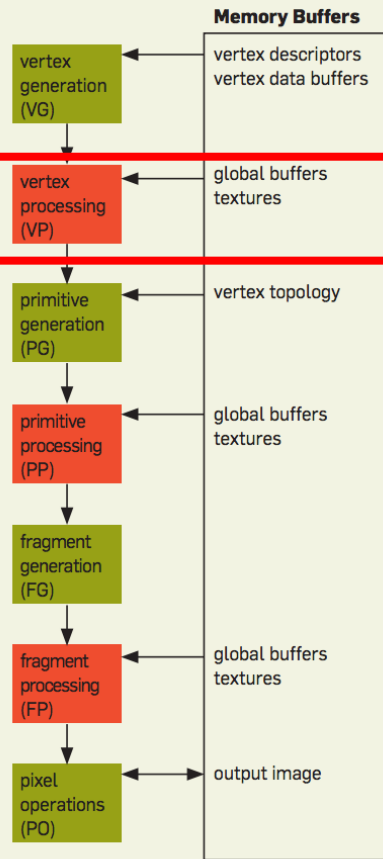 Memory Buffers
vertex
generation
(VG)
vertex descriptors
vertex data buffers
vertex
processing
(VP)
global buffers
textures
primitive
generation
(PG)
vertex topology
primitive
processing
(PP)
global buffers
textures
fragment
generation
(FG)
fragment
processing
(FP)
global buffers
textures
pixel
operations
(PO)
output image